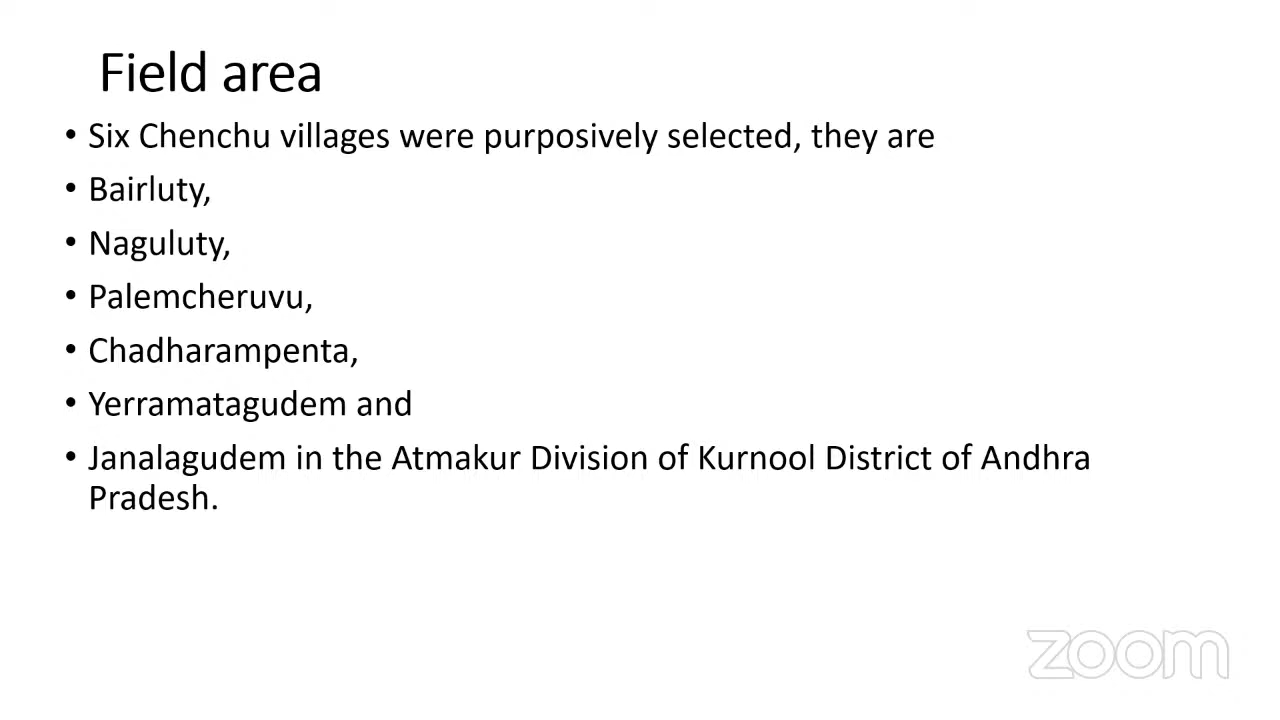 Field area
• Six Chenchu villages were purposively selected, they are
• Bairluty,
• Naguluty,
• Palemcheruvu,
• Chadharampenta,
• Yerramatagudem and
• Janalagudem in the Atmakur Division of Kurnool District of Andhra
Pradesh.
zoom